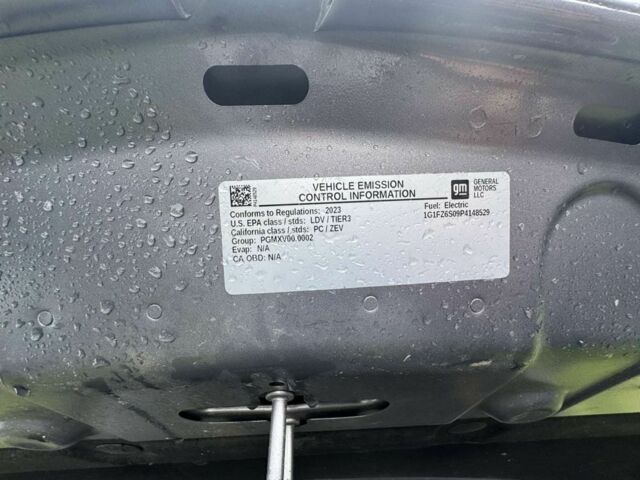 VEHICLE EMISSION
CONTROL INFORMATION
gm
GENERAL
MOTORS
LLC
Conforms to Regulations: 2023
U.S. EPA class / stds: LDV / TIER3
California class / stds: PC / ZEV
Group: PGMXV00.0002
Evap: N/A
CA OBD: N/A
Fuel: Electric
1G1FZ6S09P4148529